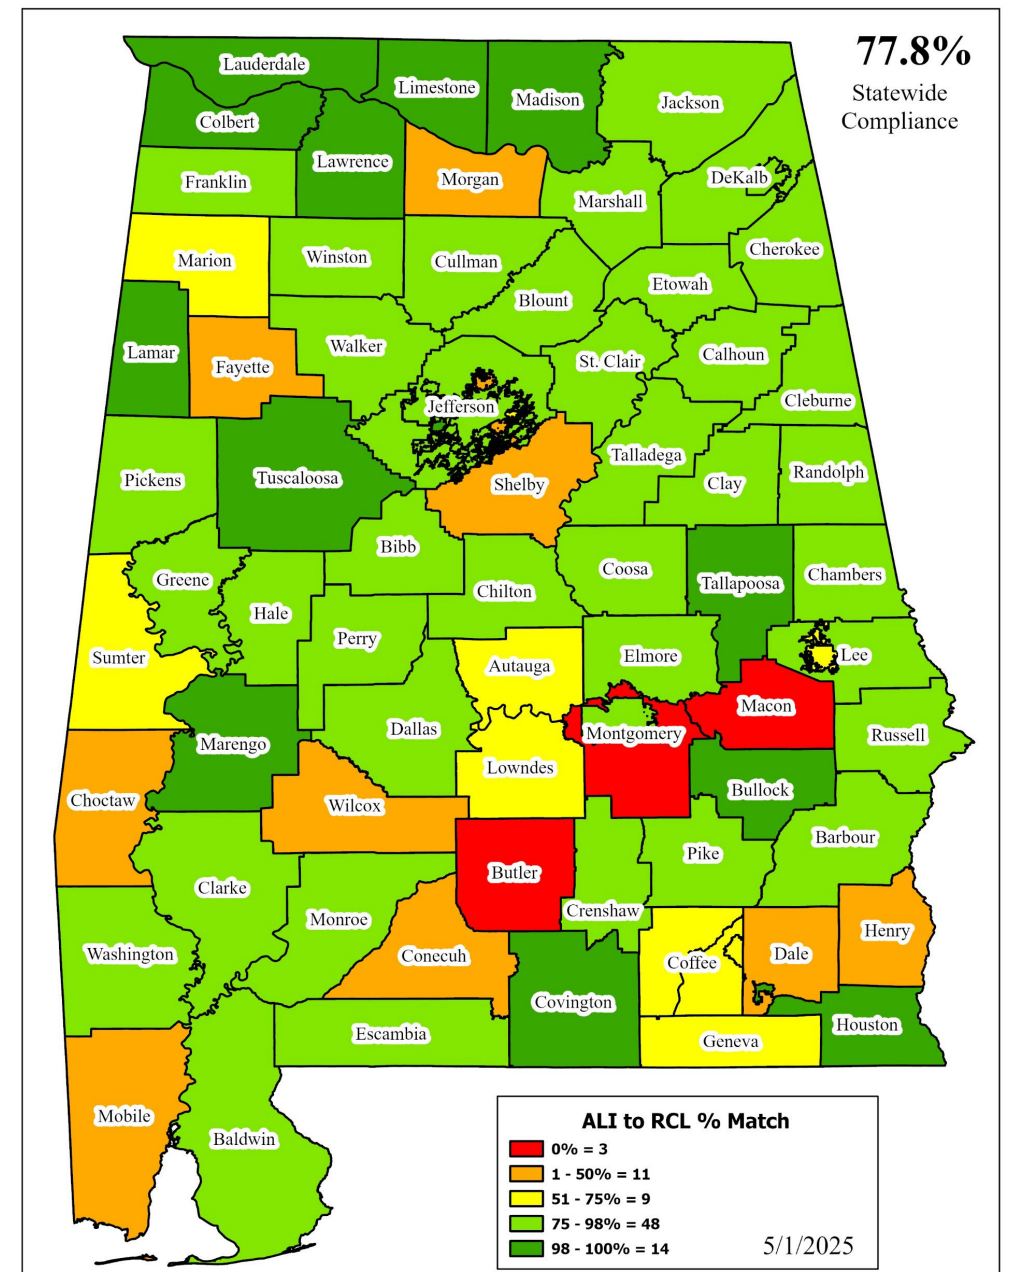 77.8%
Statewide
Compliance
Lauderdale
Limestone
Madison
Jackson
Colbert
Lawrence
Morgan
DeKalb
Franklin
Marshall
Marion
Winston
Cullman
Cherokee
Etowah
Blount
Lamar
Fayette
Walker
St. Clair
Calhoun
Jefferson
Cleburne
Pickens
Tuscaloosa
Shelby
Talladega
Clay
Randolph
Bibb
Greene
Hale
Chilton
Coosa
Tallapoosa
Chambers
Perry
Sumter
Autauga
Elmore
Lee
Macon
Marengo
Dallas
Montgomery
Russell
Lowndes
Choctaw
Wilcox
Bullock
Barbour
Clarke
Butler
Pike
Monroe
Crenshaw
Washington
Conecuh
Coffee
Dale
Henry
Covington
Escambia
Geneva
Houston
Mobile
Baldwin
ALI to RCL % Match
0% = 3
1 - 50% = 11
51 - 75% = 9
75 - 98% = 48
98 - 100% = 14
5/1/2025